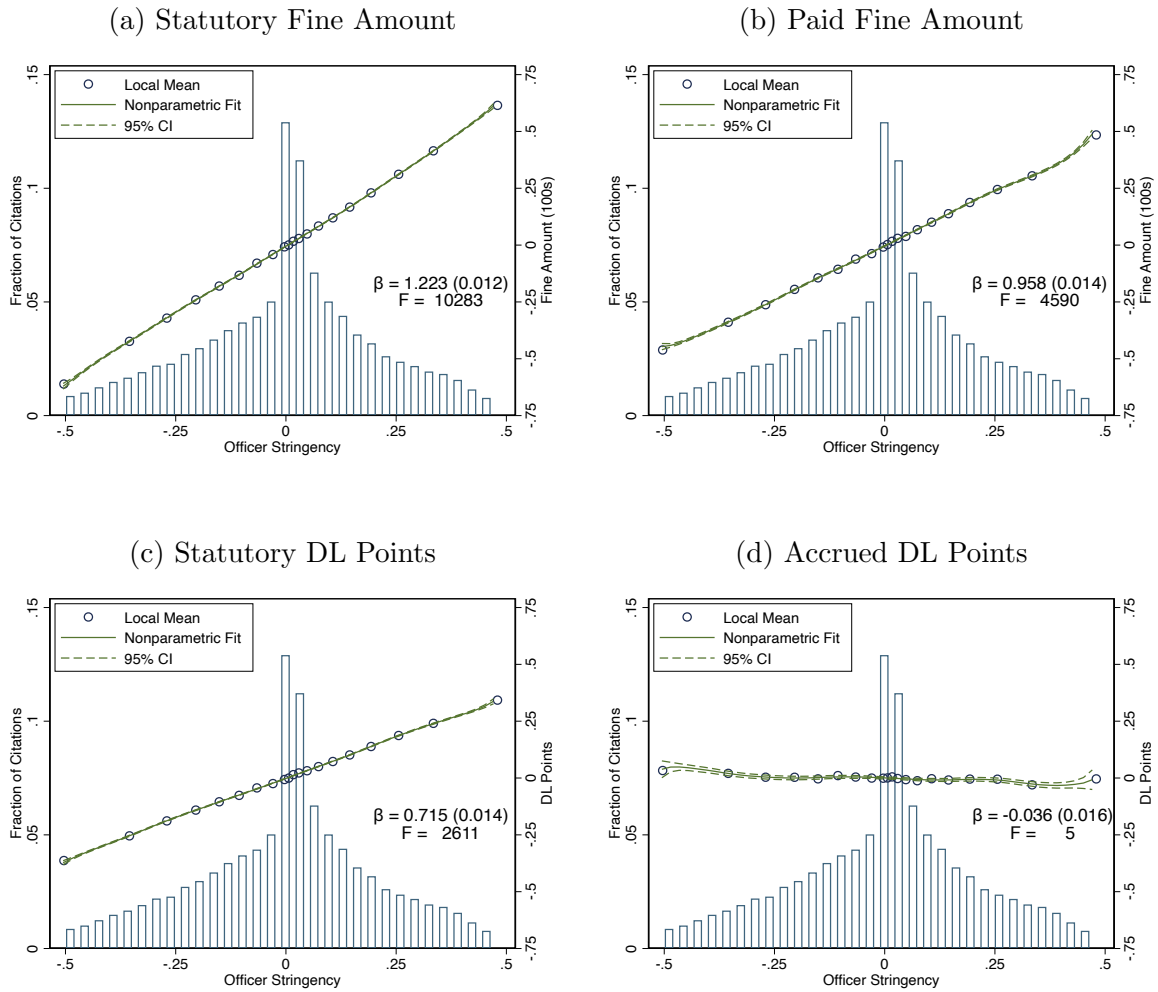 (a) Statutory Fine Amount
Local Mean
Nonparametric Fit
95% CI
β = 1.223 (0.012)
F = 10283
Fraction of Citations
0 .05 .1 .15
Fine Amount (100s)
-.75 -.5 -.25 0 .25 .5 .75
-.5 -.25 0 .25 .5
Officer Stringency
(b) Paid Fine Amount
Local Mean
Nonparametric Fit
95% CI
β = 0.958 (0.014)
F = 4590
Fraction of Citations
0 .05 .1 .15
Fine Amount (100s)
-.75 -.5 -.25 0 .25 .5 .75
-.5 -.25 0 .25 .5
Officer Stringency
(c) Statutory DL Points
Local Mean
Nonparametric Fit
95% CI
β = 0.715 (0.014)
F = 2611
Fraction of Citations
0 .05 .1 .15
DL Points
-.75 -.5 -.25 0 .25 .5 .75
-.5 -.25 0 .25 .5
Officer Stringency
(d) Accrued DL Points
Local Mean
Nonparametric Fit
95% CI
β = -0.036 (0.016)
F = 5
Fraction of Citations
0 .05 .1 .15
DL Points
-.75 -.5 -.25 0 .25 .5 .75
-.5 -.25 0 .25 .5
Officer Stringency